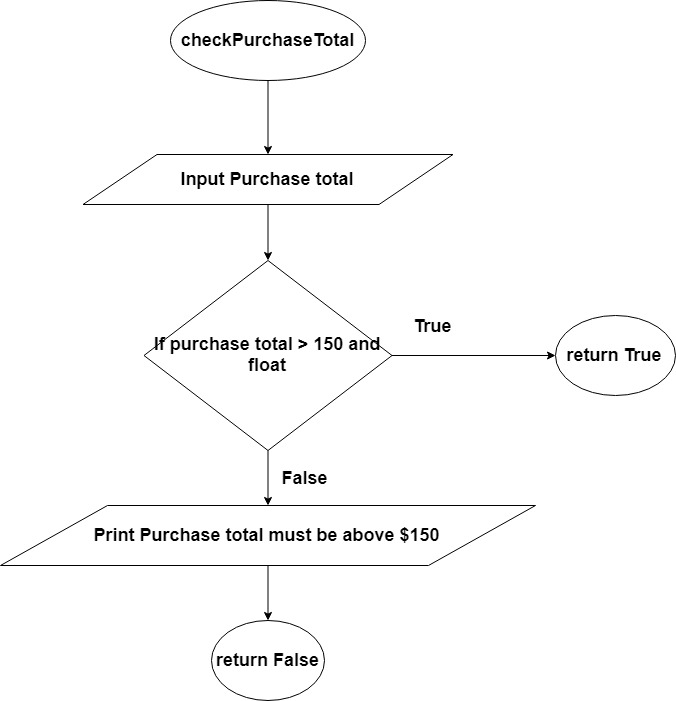 checkPurchaseTotal
Input Purchase total
If purchase total > 150 and
float
True
return True
False
Print Purchase total must be above $150
return False